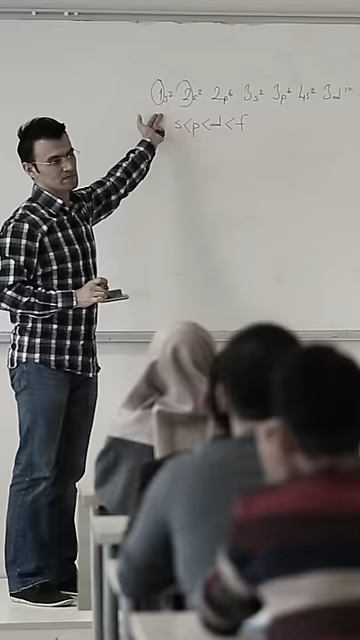 1s² 2s² 2p⁶ 3s² 3p⁶ 4s² 3d¹⁰
s<p<d<f